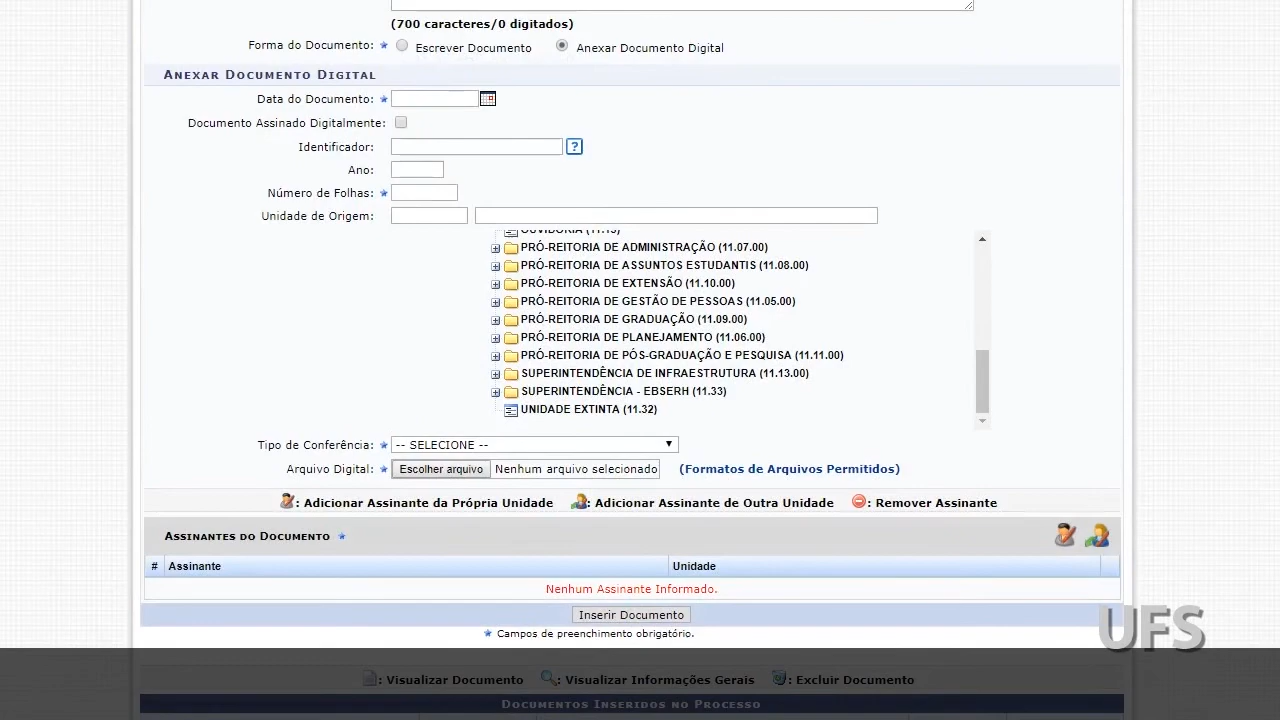 (700 caracteres/0 digitados)
Forma do Documento: ★ Escrever Documento Anexar Documento Digital
Anexar Documento Digital
Data do Documento: ★
Documento Assinado Digitalmente:
Identificador: ?
Ano:
Número de Folhas: ★
Unidade de Origem:
OUVIDORIA (11.15)
PRÓ-REITORIA DE ADMINISTRAÇÃO (11.07.00)
PRÓ-REITORIA DE ASSUNTOS ESTUDANTIS (11.08.00)
PRÓ-REITORIA DE EXTENSÃO (11.10.00)
PRÓ-REITORIA DE GESTÃO DE PESSOAS (11.05.00)
PRÓ-REITORIA DE GRADUAÇÃO (11.09.00)
PRÓ-REITORIA DE PLANEJAMENTO (11.06.00)
PRÓ-REITORIA DE PÓS-GRADUAÇÃO E PESQUISA (11.11.00)
SUPERINTENDÊNCIA DE INFRAESTRUTURA (11.13.00)
SUPERINTENDÊNCIA - EBSERH (11.33)
UNIDADE EXTINTA (11.32)
Tipo de Conferência: ★ -- SELECIONE --
Arquivo Digital: ★ Escolher arquivo Nenhum arquivo selecionado (Formatos de Arquivos Permitidos)
: Adicionar Assinante da Própria Unidade : Adicionar Assinante de Outra Unidade : Remover Assinante
Assinantes do Documento ★
# Assinante Unidade
Nenhum Assinante Informado.
Inserir Documento
★ Campos de preenchimento obrigatório.
UFS
: Visualizar Documento : Visualizar Informações Gerais : Excluir Documento
Documentos Inseridos no Processo